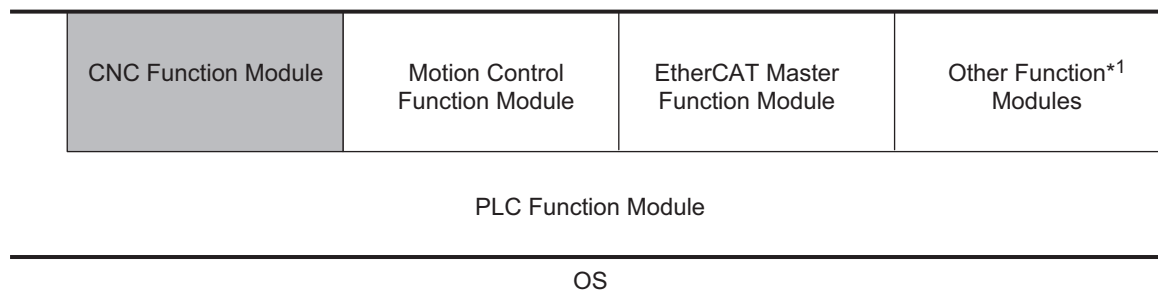 CNC Function Module
Motion Control
Function Module
EtherCAT Master
Function Module
Other Function*1
Modules
PLC Function Module
OS